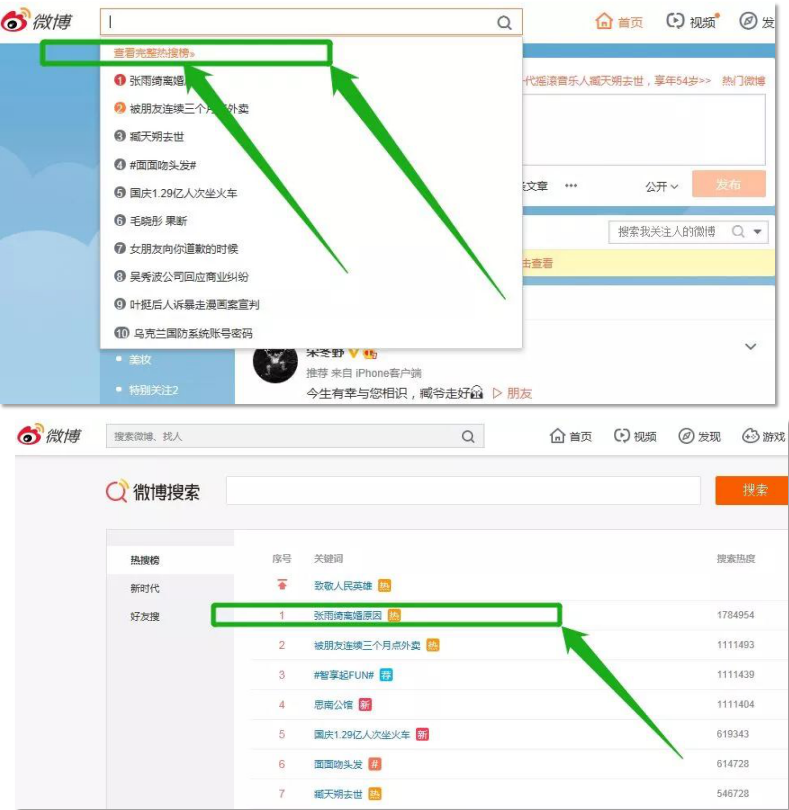 微博
首页
视频
发
查看完整热搜榜»
1 张雨绮离婚
一代摇滚音乐人臧天朔去世，享年54岁>> 热门微博
2 被朋友连续三个月点外卖
3 臧天朔去世
4 #面面吻头发#
5 国庆1.29亿人次坐火车
文章 ••• 公开 发布
6 毛晓彤 果断
7 女朋友向你道歉的时候
搜索我关注人的微博
8 吴秀波公司回应商业纠纷
击查看
9 叶挺后人诉暴走漫画案宣判
10 乌克兰国防系统账号密码
宋冬野
美妆
推荐 来自 iPhone客户端
特别关注2
今生有幸与您相识，臧爷走好 ▷ 朋友
微博
搜索微博、找人
首页
视频
发现
游戏
微博搜索
搜索
热搜榜
新时代
好友搜
序号 关键词 搜索热度
致敬人民英雄 热
1 张雨绮离婚原因 热 1784954
2 被朋友连续三个月点外卖 热 1111493
3 #智享起FUN# 荐 1111439
4 思南公馆 新 1111404
5 国庆1.29亿人次坐火车 新 619343
6 面面吻头发 # 614728
7 臧天朔去世 热 546728